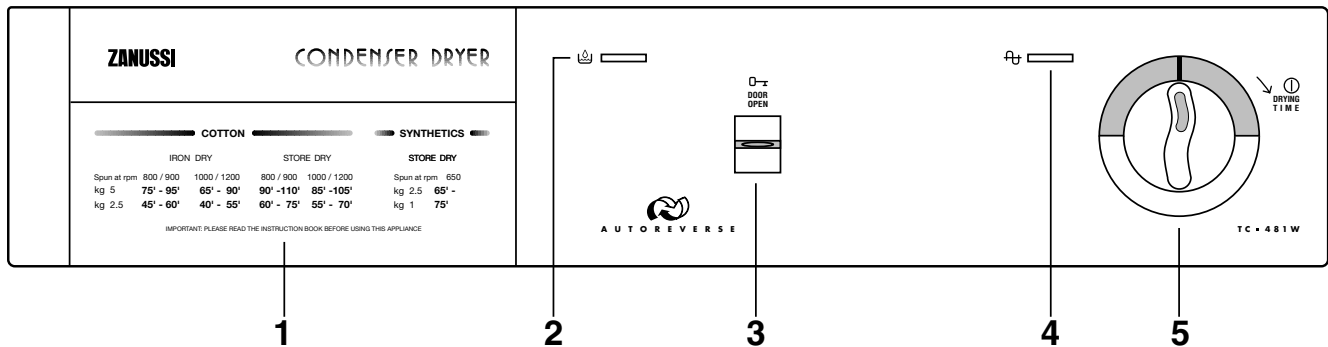 ZANUSSI CONDENSER DRYER
COTTON SYNTHETICS
IRON DRY STORE DRY STORE DRY
Spun at rpm 800 / 900 1000 / 1200 800 / 900 1000 / 1200 Spun at rpm 650
kg 5 75' - 95' 65' - 90' 90' -110' 85' -105' kg 2.5 65' -
kg 2.5 45' - 60' 40' - 55' 60' - 75' 55' - 70' kg 1 75'
IMPORTANT: PLEASE READ THE INSTRUCTION BOOK BEFORE USING THIS APPLIANCE
DOOR
OPEN
AUTOREVERSE
DRYING
TIME
TC-481W
1 2 3 4 5